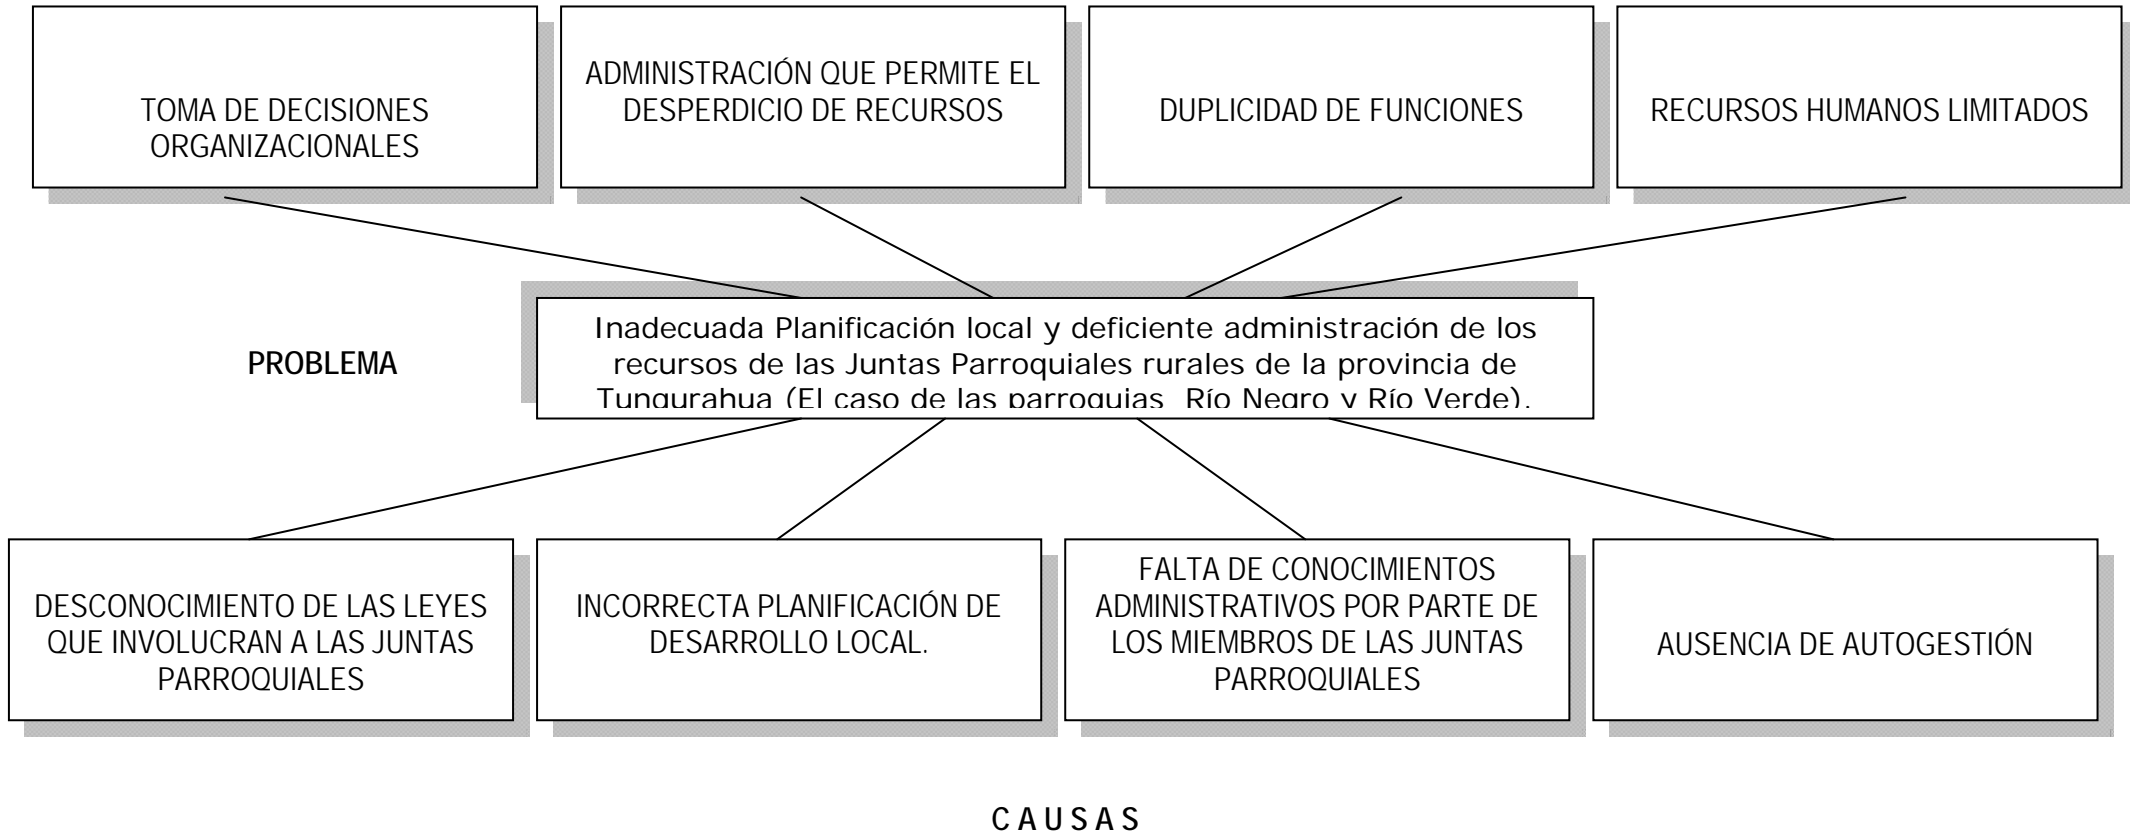 TOMA DE DECISIONES
ORGANIZACIONALES
ADMINISTRACIÓN QUE PERMITE EL
DESPERDICIO DE RECURSOS
DUPLICIDAD DE FUNCIONES
RECURSOS HUMANOS LIMITADOS
PROBLEMA
Inadecuada Planificación local y deficiente administración de los
recursos de las Juntas Parroquiales rurales de la provincia de
Tungurahua (El caso de las parroquias Río Negro y Río Verde).
DESCONOCIMIENTO DE LAS LEYES
QUE INVOLUCRAN A LAS JUNTAS
PARROQUIALES
INCORRECTA PLANIFICACIÓN DE
DESARROLLO LOCAL.
FALTA DE CONOCIMIENTOS
ADMINISTRATIVOS POR PARTE DE
LOS MIEMBROS DE LAS JUNTAS
PARROQUIALES
AUSENCIA DE AUTOGESTIÓN
CAUSAS